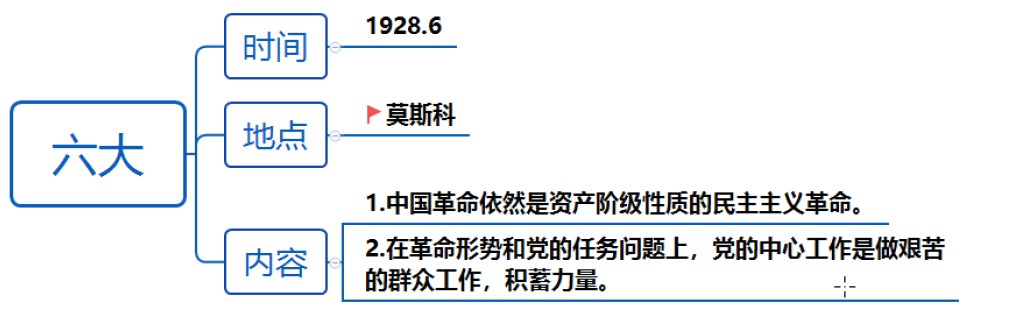 六大
时间
1928.6
地点
莫斯科
内容
1.中国革命依然是资产阶级性质的民主主义革命。
2.在革命形势和党的任务问题上，党的中心工作是做艰苦
的群众工作，积蓄力量。